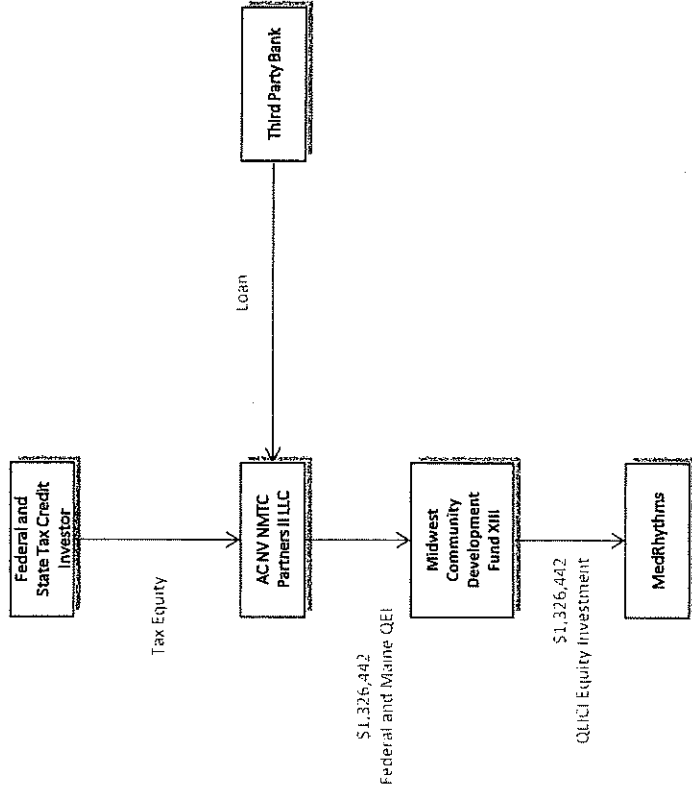 Federal and
State Tax Credit
Investor
Tax Equity
Third Party Bank
Loan
AC NV NMTC
Partners II LLC
$1,326,442
Federal and Maine QEI
Midwest
Community
Development
Fund XIII
$1,326,442
QLICI Equity Investment
MedRhythms